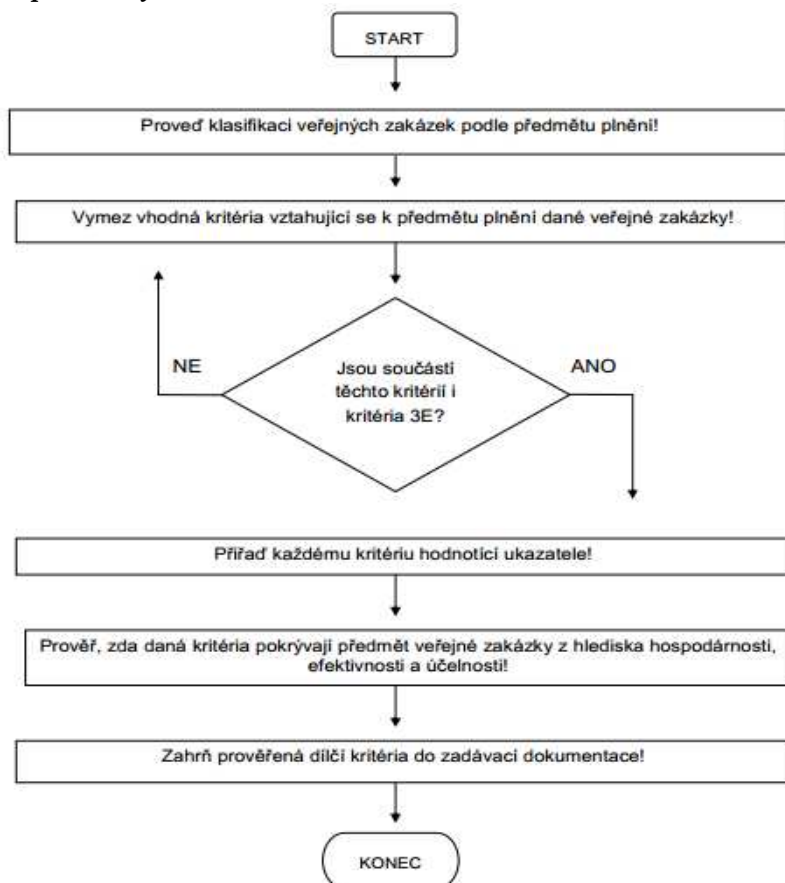 START
Proveď klasifikaci veřejných zakázek podle předmětu plnění!
Vymez vhodná kritéria vztahující se k předmětu plnění dané veřejné zakázky!
NE
Jsou součástí
těchto kritérií i
kritéria 3E?
ANO
Přiřaď každému kritériu hodnotící ukazatele!
Prověř, zda daná kritéria pokrývají předmět veřejné zakázky z hlediska hospodárnosti,
efektivnosti a účelnosti!
Zahrň prověřená dílčí kritéria do zadávací dokumentace!
KONEC